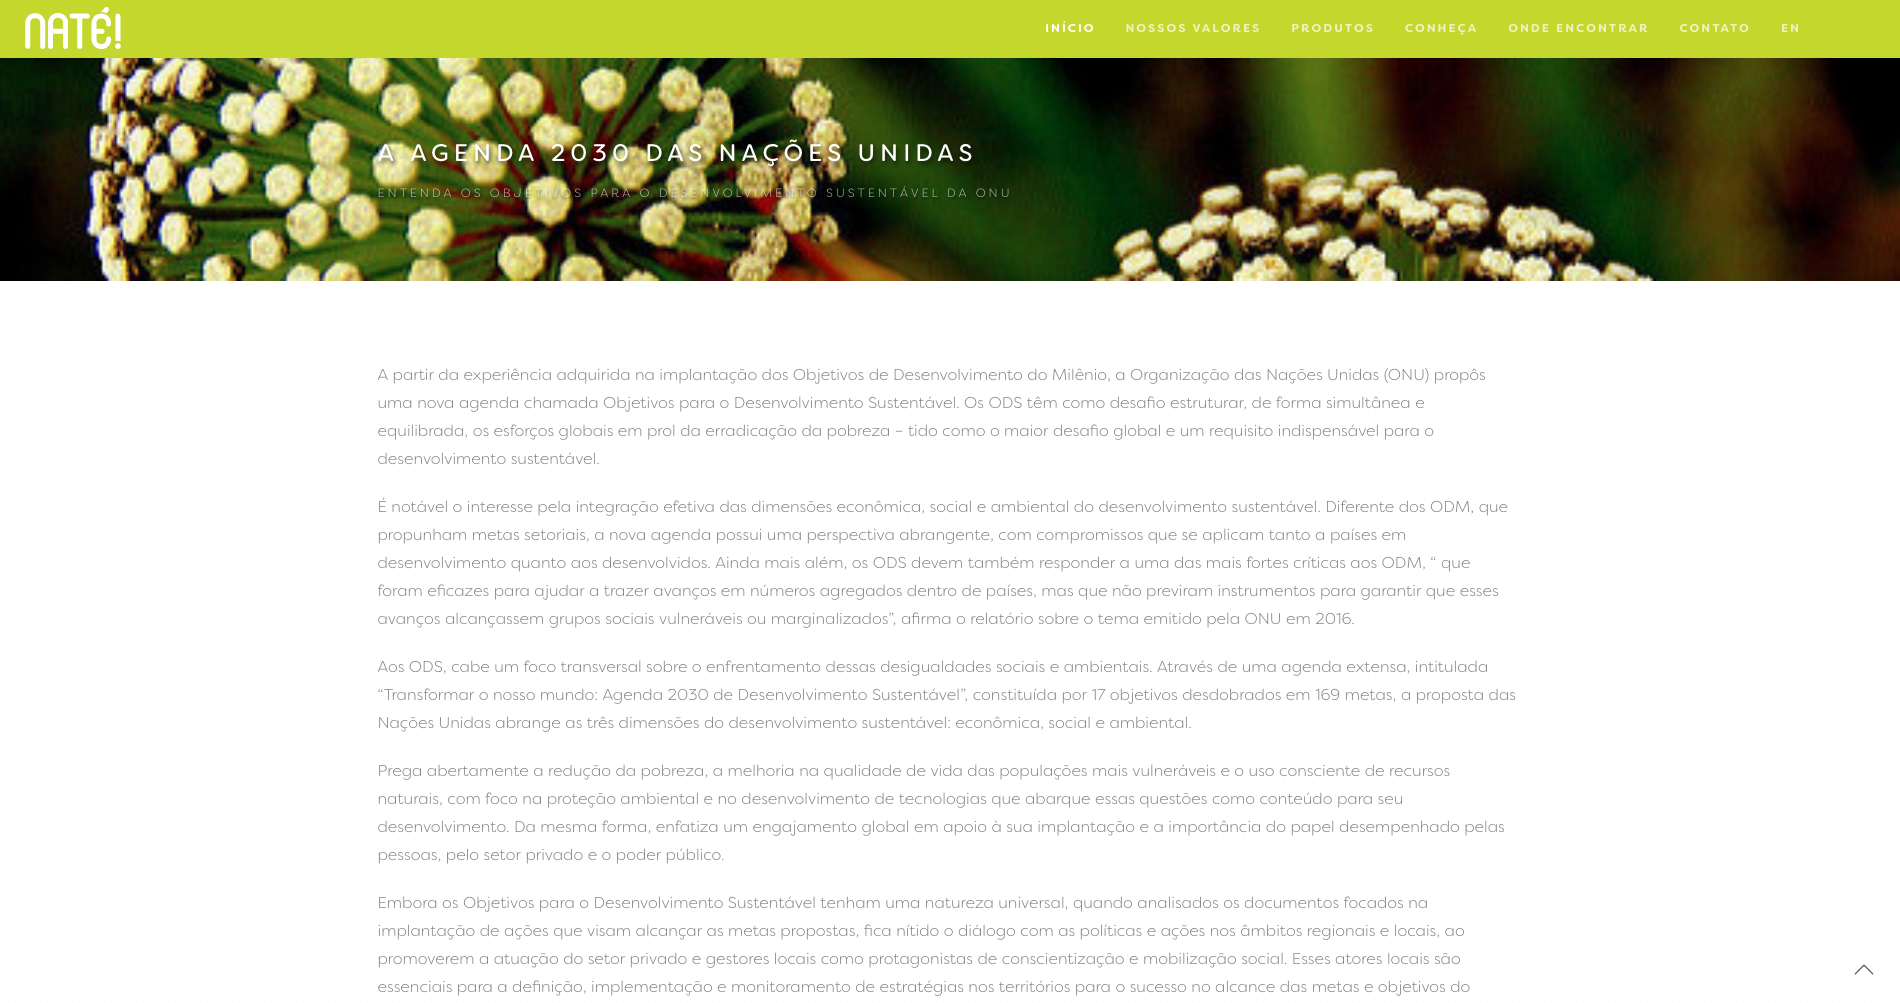 NATÉ!
INÍCIO NOSSOS VALORES PRODUTOS CONHEÇA ONDE ENCONTRAR CONTATO EN
A AGENDA 2030 DAS NAÇÕES UNIDAS
ENTENDA OS OBJETIVOS PARA O DESENVOLVIMENTO SUSTENTÁVEL DA ONU
A partir da experiência adquirida na implantação dos Objetivos de Desenvolvimento do Milênio, a Organização das Nações Unidas (ONU) propôs
uma nova agenda chamada Objetivos para o Desenvolvimento Sustentável. Os ODS têm como desafio estruturar, de forma simultânea e
equilibrada, os esforços globais em prol da erradicação da pobreza – tido como o maior desafio global e um requisito indispensável para o
desenvolvimento sustentável.
É notável o interesse pela integração efetiva das dimensões econômica, social e ambiental do desenvolvimento sustentável. Diferente dos ODM, que
propunham metas setoriais, a nova agenda possui uma perspectiva abrangente, com compromissos que se aplicam tanto a países em
desenvolvimento quanto aos desenvolvidos. Ainda mais além, os ODS devem também responder a uma das mais fortes críticas aos ODM, “ que
foram eficazes para ajudar a trazer avanços em números agregados dentro de países, mas que não previram instrumentos para garantir que esses
avanços alcançassem grupos sociais vulneráveis ou marginalizados”, afirma o relatório sobre o tema emitido pela ONU em 2016.
Aos ODS, cabe um foco transversal sobre o enfrentamento dessas desigualdades sociais e ambientais. Através de uma agenda extensa, intitulada
“Transformar o nosso mundo: Agenda 2030 de Desenvolvimento Sustentável”, constituída por 17 objetivos desdobrados em 169 metas, a proposta das
Nações Unidas abrange as três dimensões do desenvolvimento sustentável: econômica, social e ambiental.
Prega abertamente a redução da pobreza, a melhoria na qualidade de vida das populações mais vulneráveis e o uso consciente de recursos
naturais, com foco na proteção ambiental e no desenvolvimento de tecnologias que abarque essas questões como conteúdo para seu
desenvolvimento. Da mesma forma, enfatiza um engajamento global em apoio à sua implantação e a importância do papel desempenhado pelas
pessoas, pelo setor privado e o poder público.
Embora os Objetivos para o Desenvolvimento Sustentável tenham uma natureza universal, quando analisados os documentos focados na
implantação de ações que visam alcançar as metas propostas, fica nítido o diálogo com as políticas e ações nos âmbitos regionais e locais, ao
promoverem a atuação do setor privado e gestores locais como protagonistas de conscientização e mobilização social. Esses atores locais são
essenciais para a definição, implementação e monitoramento de estratégias nos territórios para o sucesso no alcance das metas e objetivos do